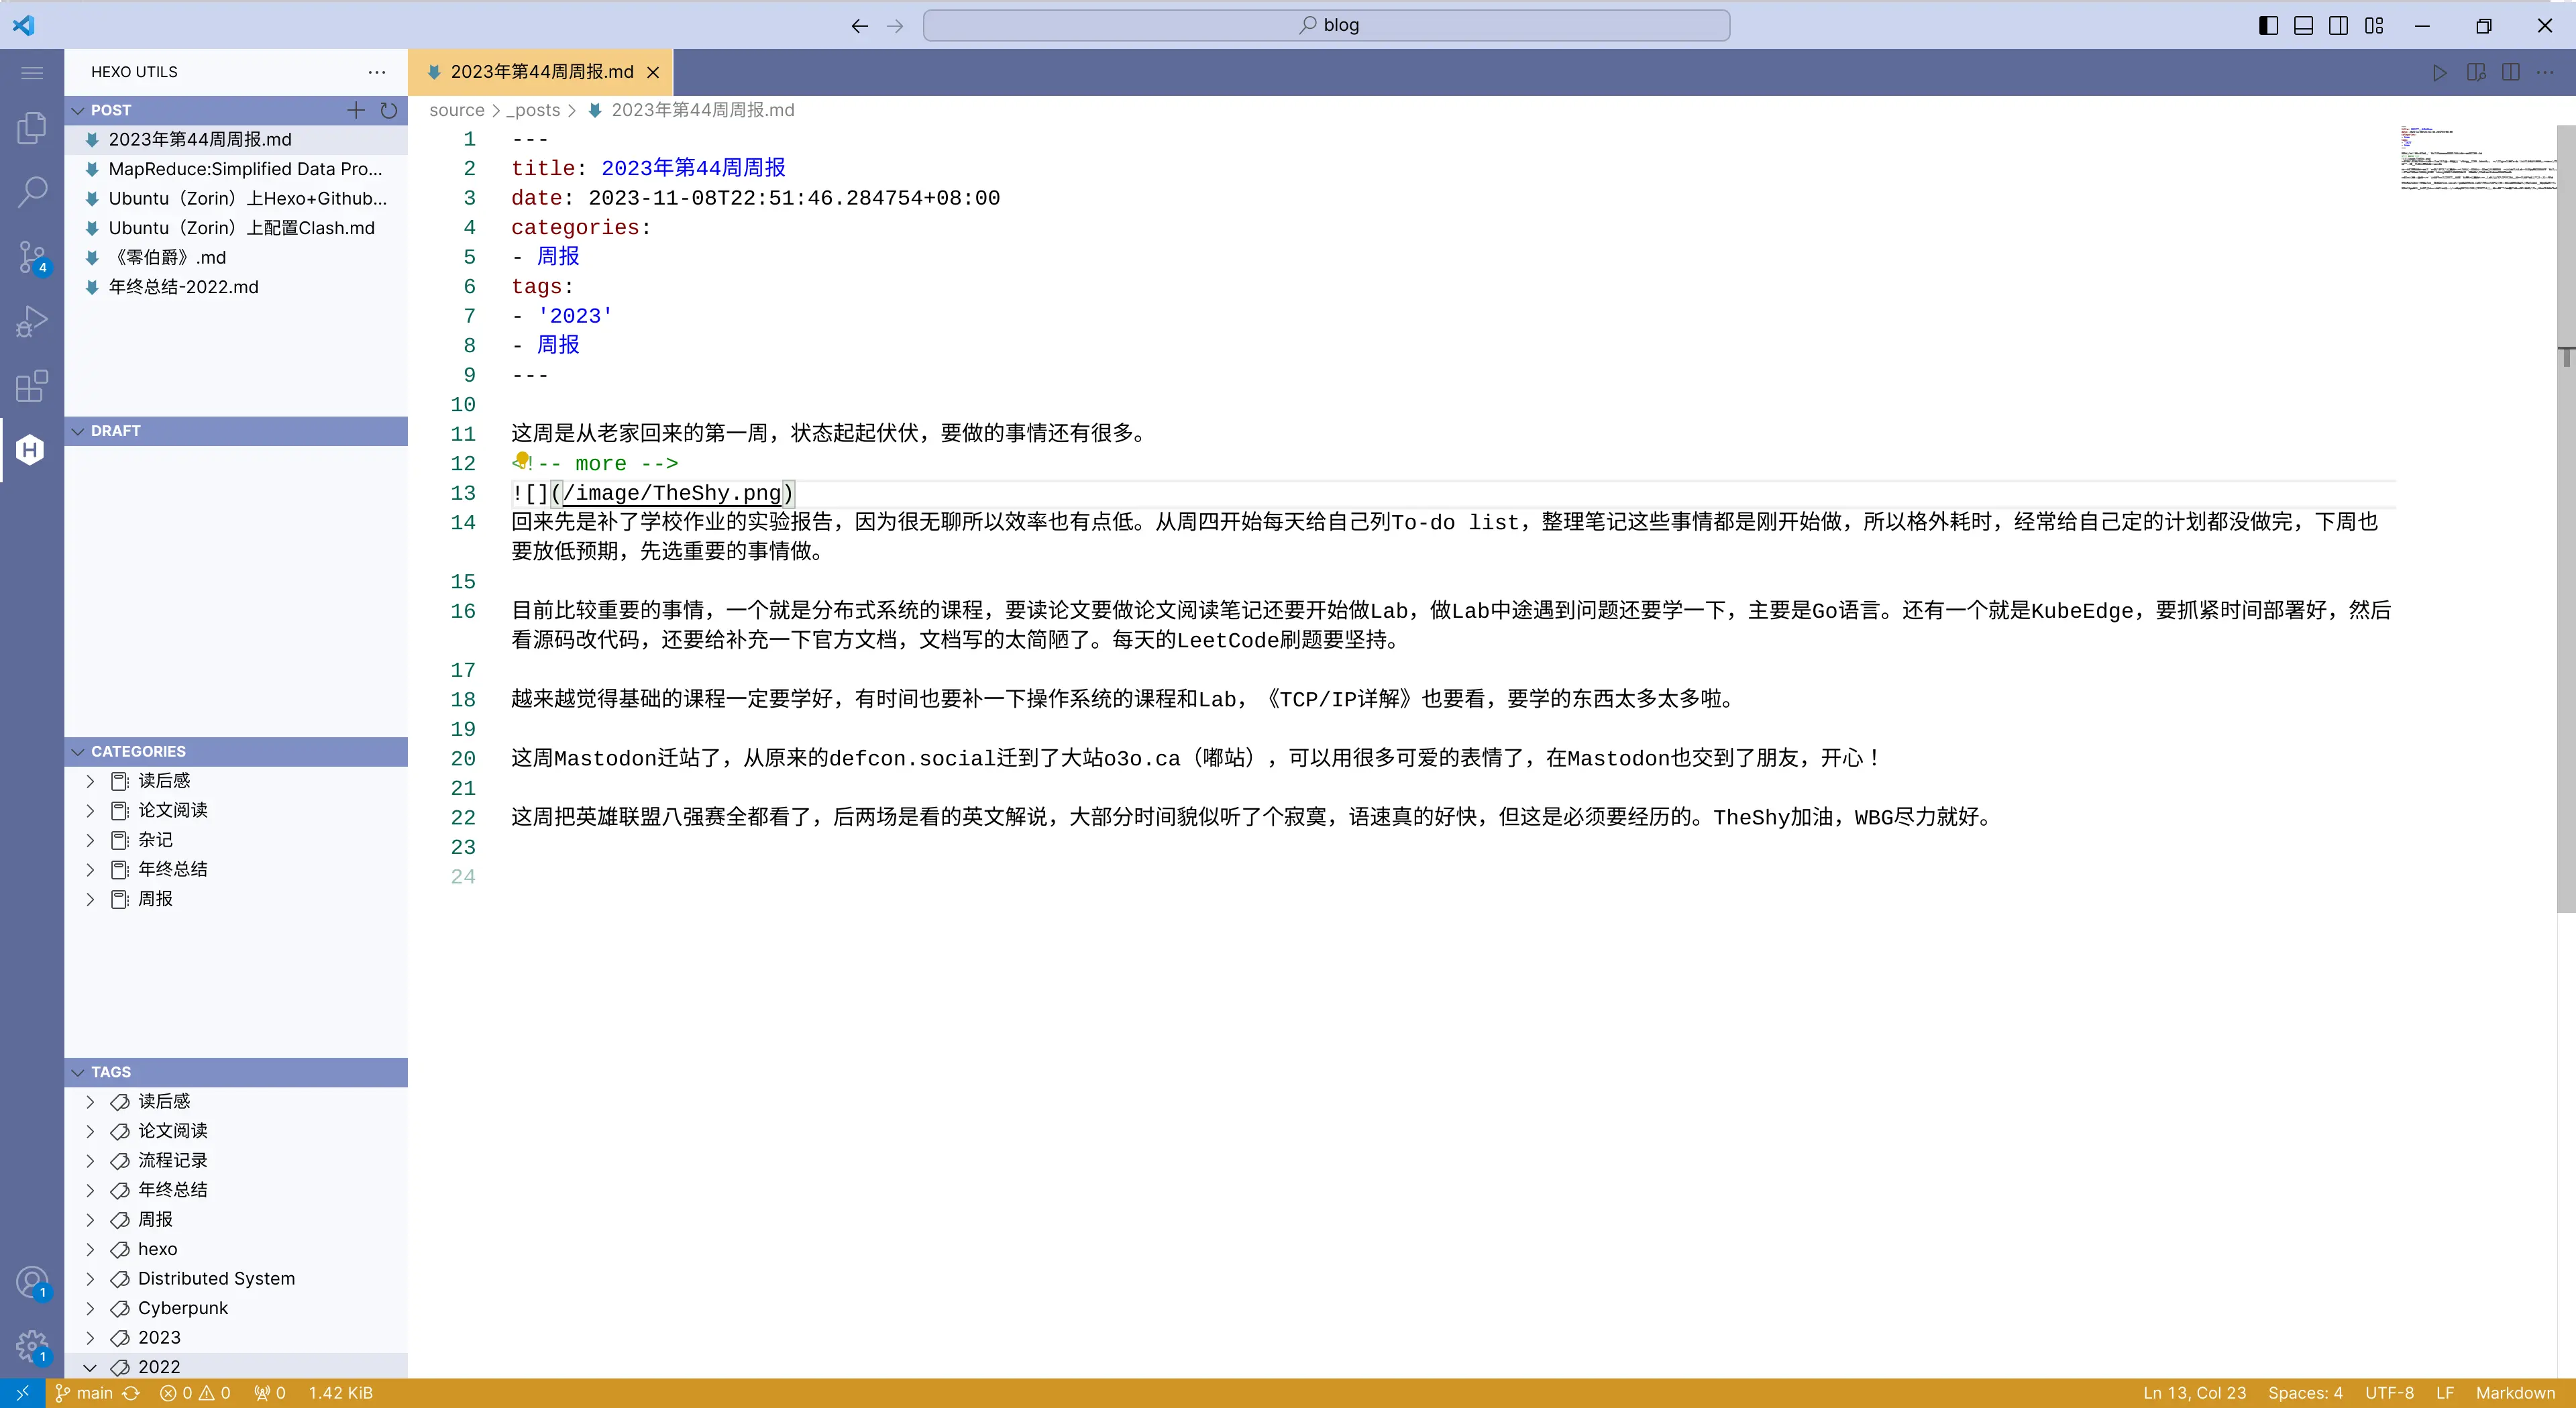 blog
HEXO UTILS
POST
2023年第44周周报.md
MapReduce:Simplified Data Pro...
Ubuntu（Zorin）上Hexo+Github...
Ubuntu（Zorin）上配置Clash.md
《零伯爵》.md
年终总结-2022.md
DRAFT
CATEGORIES
读后感
论文阅读
杂记
年终总结
周报
TAGS
读后感
论文阅读
流程记录
年终总结
周报
hexo
Distributed System
Cyberpunk
2023
2022
4
1
1
2023年第44周周报.md
source > _posts > 2023年第44周周报.md
1 ---
2 title: 2023年第44周周报
3 date: 2023-11-08T22:51:46.284754+08:00
4 categories:
5 - 周报
6 tags:
7 - '2023'
8 - 周报
9 ---
10
11 这周是从老家回来的第一周，状态起起伏伏，要做的事情还有很多。
12 <!-- more -->
13 ![](/image/TheShy.png)
14 回来先是补了学校作业的实验报告，因为很无聊所以效率也有点低。从周四开始每天给自己列To-do list，整理笔记这些事情都是刚开始做，所以格外耗时，经常给自己定的计划都没做完，下周也
要放低预期，先选重要的事情做。
15
16 目前比较重要的事情，一个就是分布式系统的课程，要读论文要做论文阅读笔记还要开始做Lab，做Lab中途遇到问题还要学一下，主要是Go语言。还有一个就是KubeEdge，要抓紧时间部署好，然后
看源码改代码，还要给补充一下官方文档，文档写的太简陋了。每天的LeetCode刷题要坚持。
17
18 越来越觉得基础的课程一定要学好，有时间也要补一下操作系统的课程和Lab，《TCP/IP详解》也要看，要学的东西太多太多啦。
19
20 这周Mastodon迁站了，从原来的defcon.social迁到了大站o3o.ca（嘟站），可以用很多可爱的表情了，在Mastodon也交到了朋友，开心！
21
22 这周把英雄联盟八强赛全都看了，后两场是看的英文解说，大部分时间貌似听了个寂寞，语速真的好快，但这是必须要经历的。TheShy加油，WBG尽力就好。
23
24
main 0 0 0 1.42 KiB
Ln 13, Col 23 Spaces: 4 UTF-8 LF Markdown